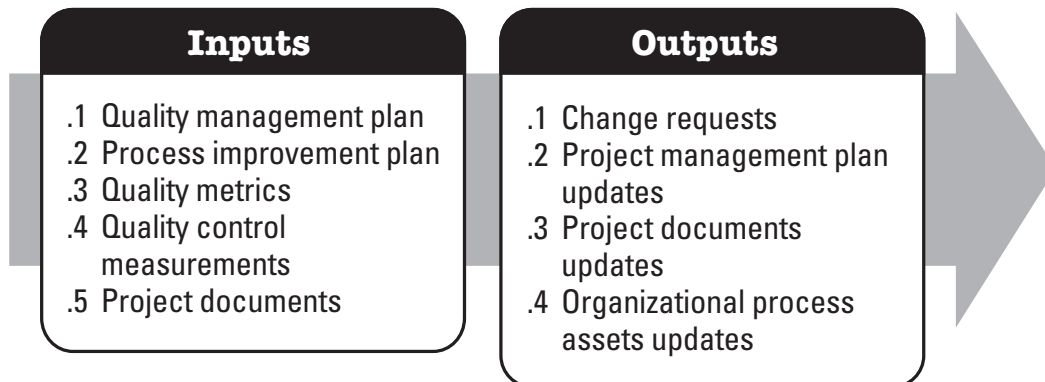 Inputs
.1 Quality management plan
.2 Process improvement plan
.3 Quality metrics
.4 Quality control
measurements
.5 Project documents
Outputs
.1 Change requests
.2 Project management plan
updates
.3 Project documents
updates
.4 Organizational process
assets updates